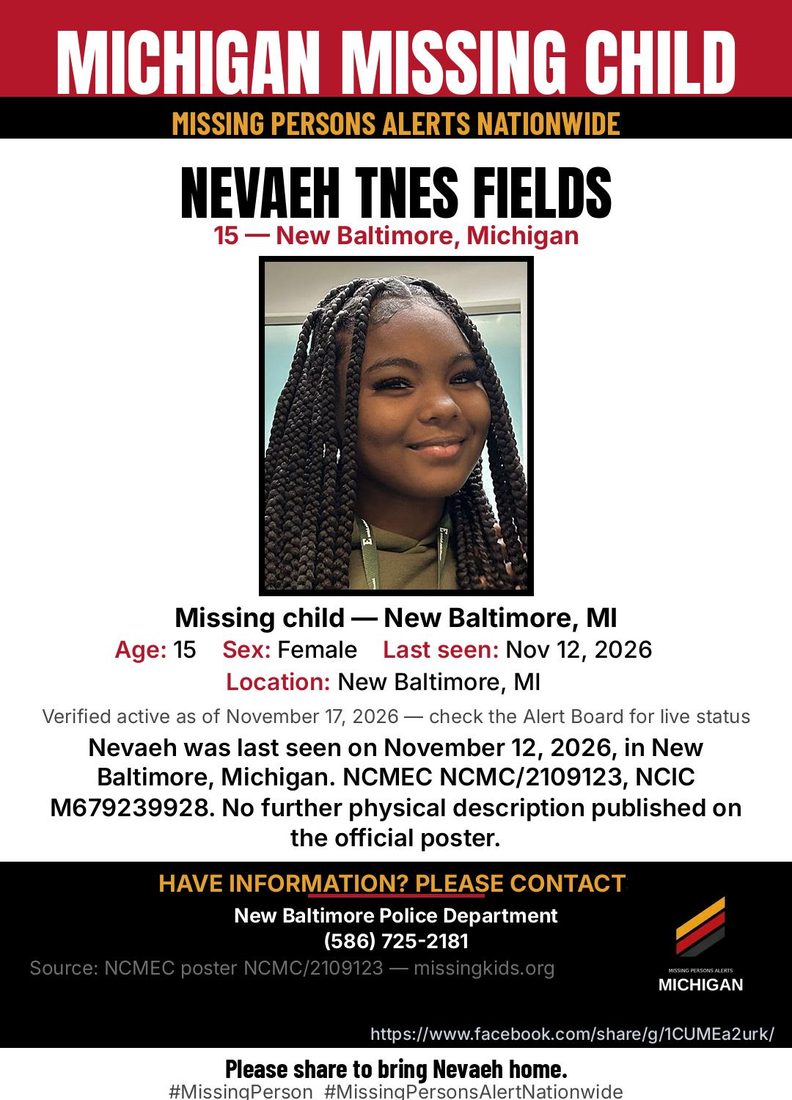 MICHIGAN MISSING CHILD
MISSING PERSONS ALERTS NATIONWIDE
NEVAEH TNES FIELDS
15 — New Baltimore, Michigan
Missing child — New Baltimore, MI
Age: 15 Sex: Female Last seen: Nov 12, 2026
Location: New Baltimore, MI
Verified active as of November 17, 2026 — check the Alert Board for live status
Nevaeh was last seen on November 12, 2026, in New
Baltimore, Michigan. NCMEC NCMC/2109123, NCIC
M679239928. No further physical description published on
the official poster.
HAVE INFORMATION? PLEASE CONTACT
New Baltimore Police Department
(586) 725-2181
Source: NCMEC poster NCMC/2109123 — missingkids.org
MISSING PERSONS ALERTS
MICHIGAN
https://www.facebook.com/share/g/1CUMEa2urk/
Please share to bring Nevaeh home.
#MissingPerson #MissingPersonsAlertNationwide